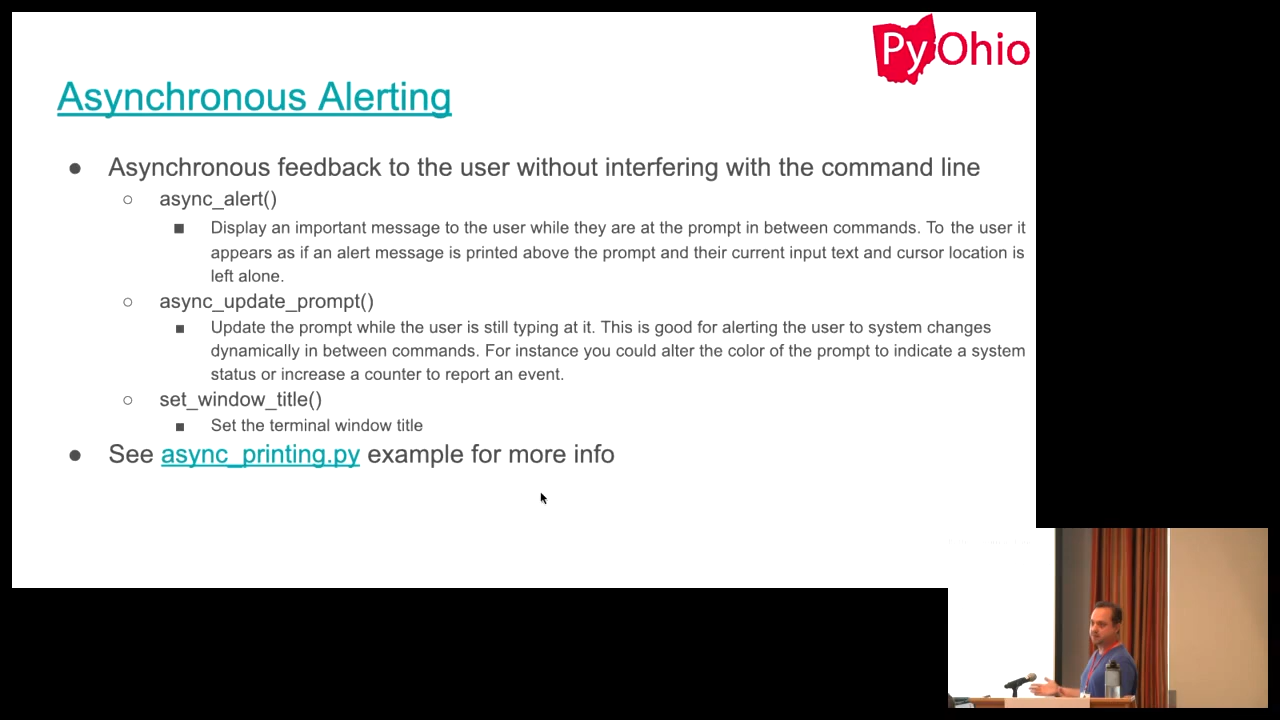 PyOhio
Asynchronous Alerting
● Asynchronous feedback to the user without interfering with the command line
○ async_alert()
■ Display an important message to the user while they are at the prompt in between commands. To the user it
appears as if an alert message is printed above the prompt and their current input text and cursor location is
left alone.
○ async_update_prompt()
■ Update the prompt while the user is still typing at it. This is good for alerting the user to system changes
dynamically in between commands. For instance you could alter the color of the prompt to indicate a system
status or increase a counter to report an event.
○ set_window_title()
■ Set the terminal window title
● See async_printing.py example for more info